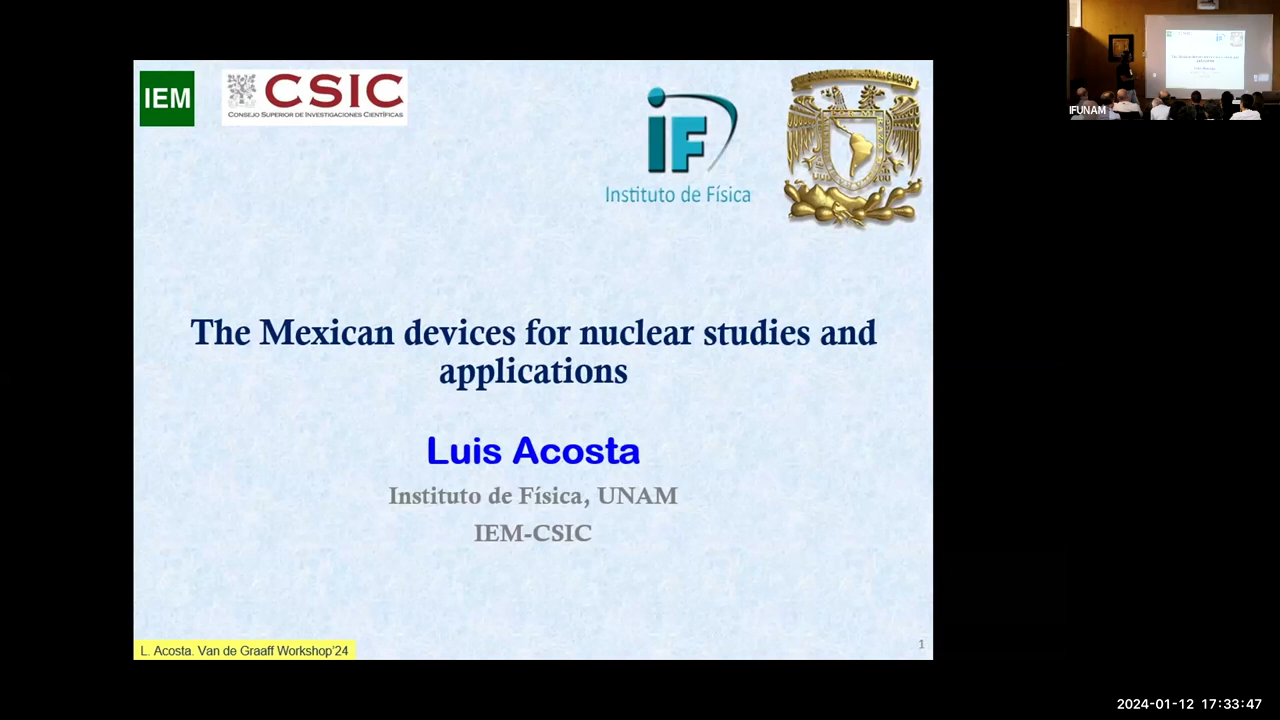 IEM
CSIC
CONSEJO SUPERIOR DE INVESTIGACIONES CIENTÍFICAS
IF
Instituto de Física
The Mexican devices for nuclear studies and
applications
Luis Acosta
Instituto de Física, UNAM
IEM-CSIC
L. Acosta. Van de Graaff Workshop'24
1
IFUNAM
2024-01-12 17:33:47